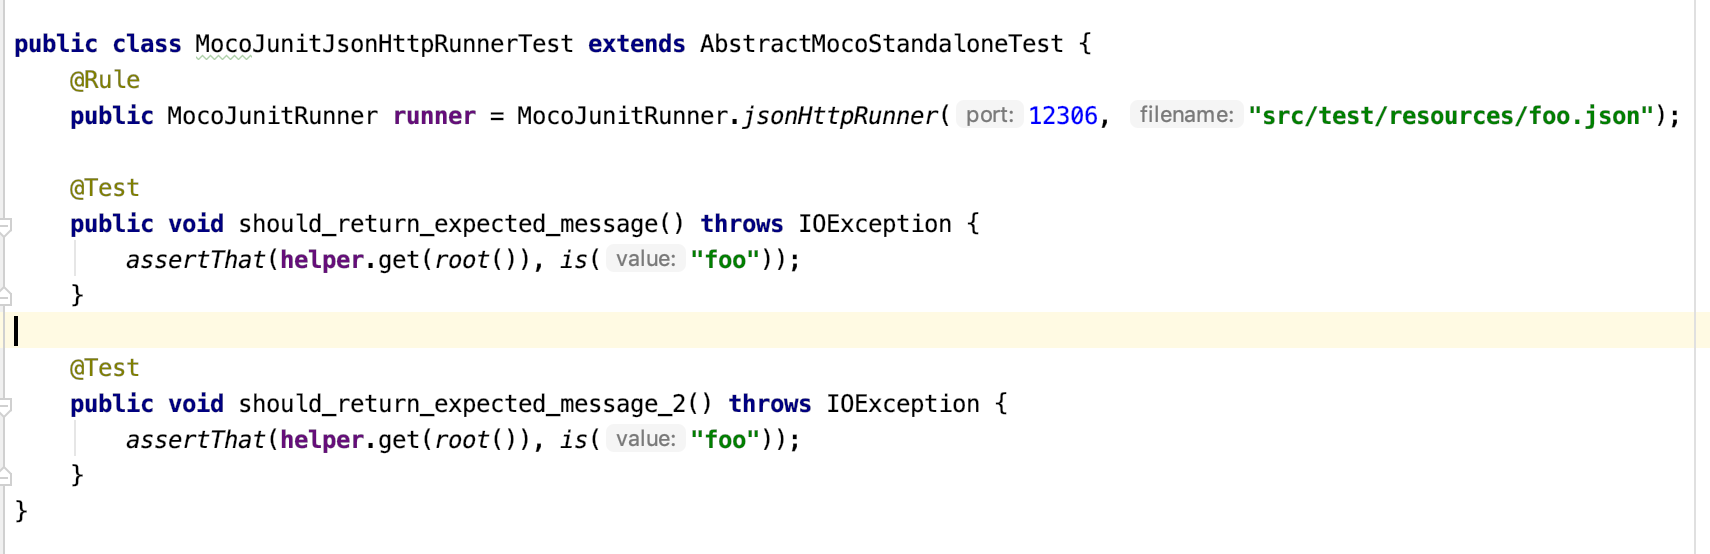 public class MocoJunitJsonHttpRunnerTest extends AbstractMocoStandaloneTest {
@Rule
public MocoJunitRunner runner = MocoJunitRunner.jsonHttpRunner( port: 12306, filename: "src/test/resources/foo.json");
@Test
public void should_return_expected_message() throws IOException {
assertThat(helper.get(root()), is( value: "foo"));
}
@Test
public void should_return_expected_message_2() throws IOException {
assertThat(helper.get(root()), is( value: "foo"));
}
}